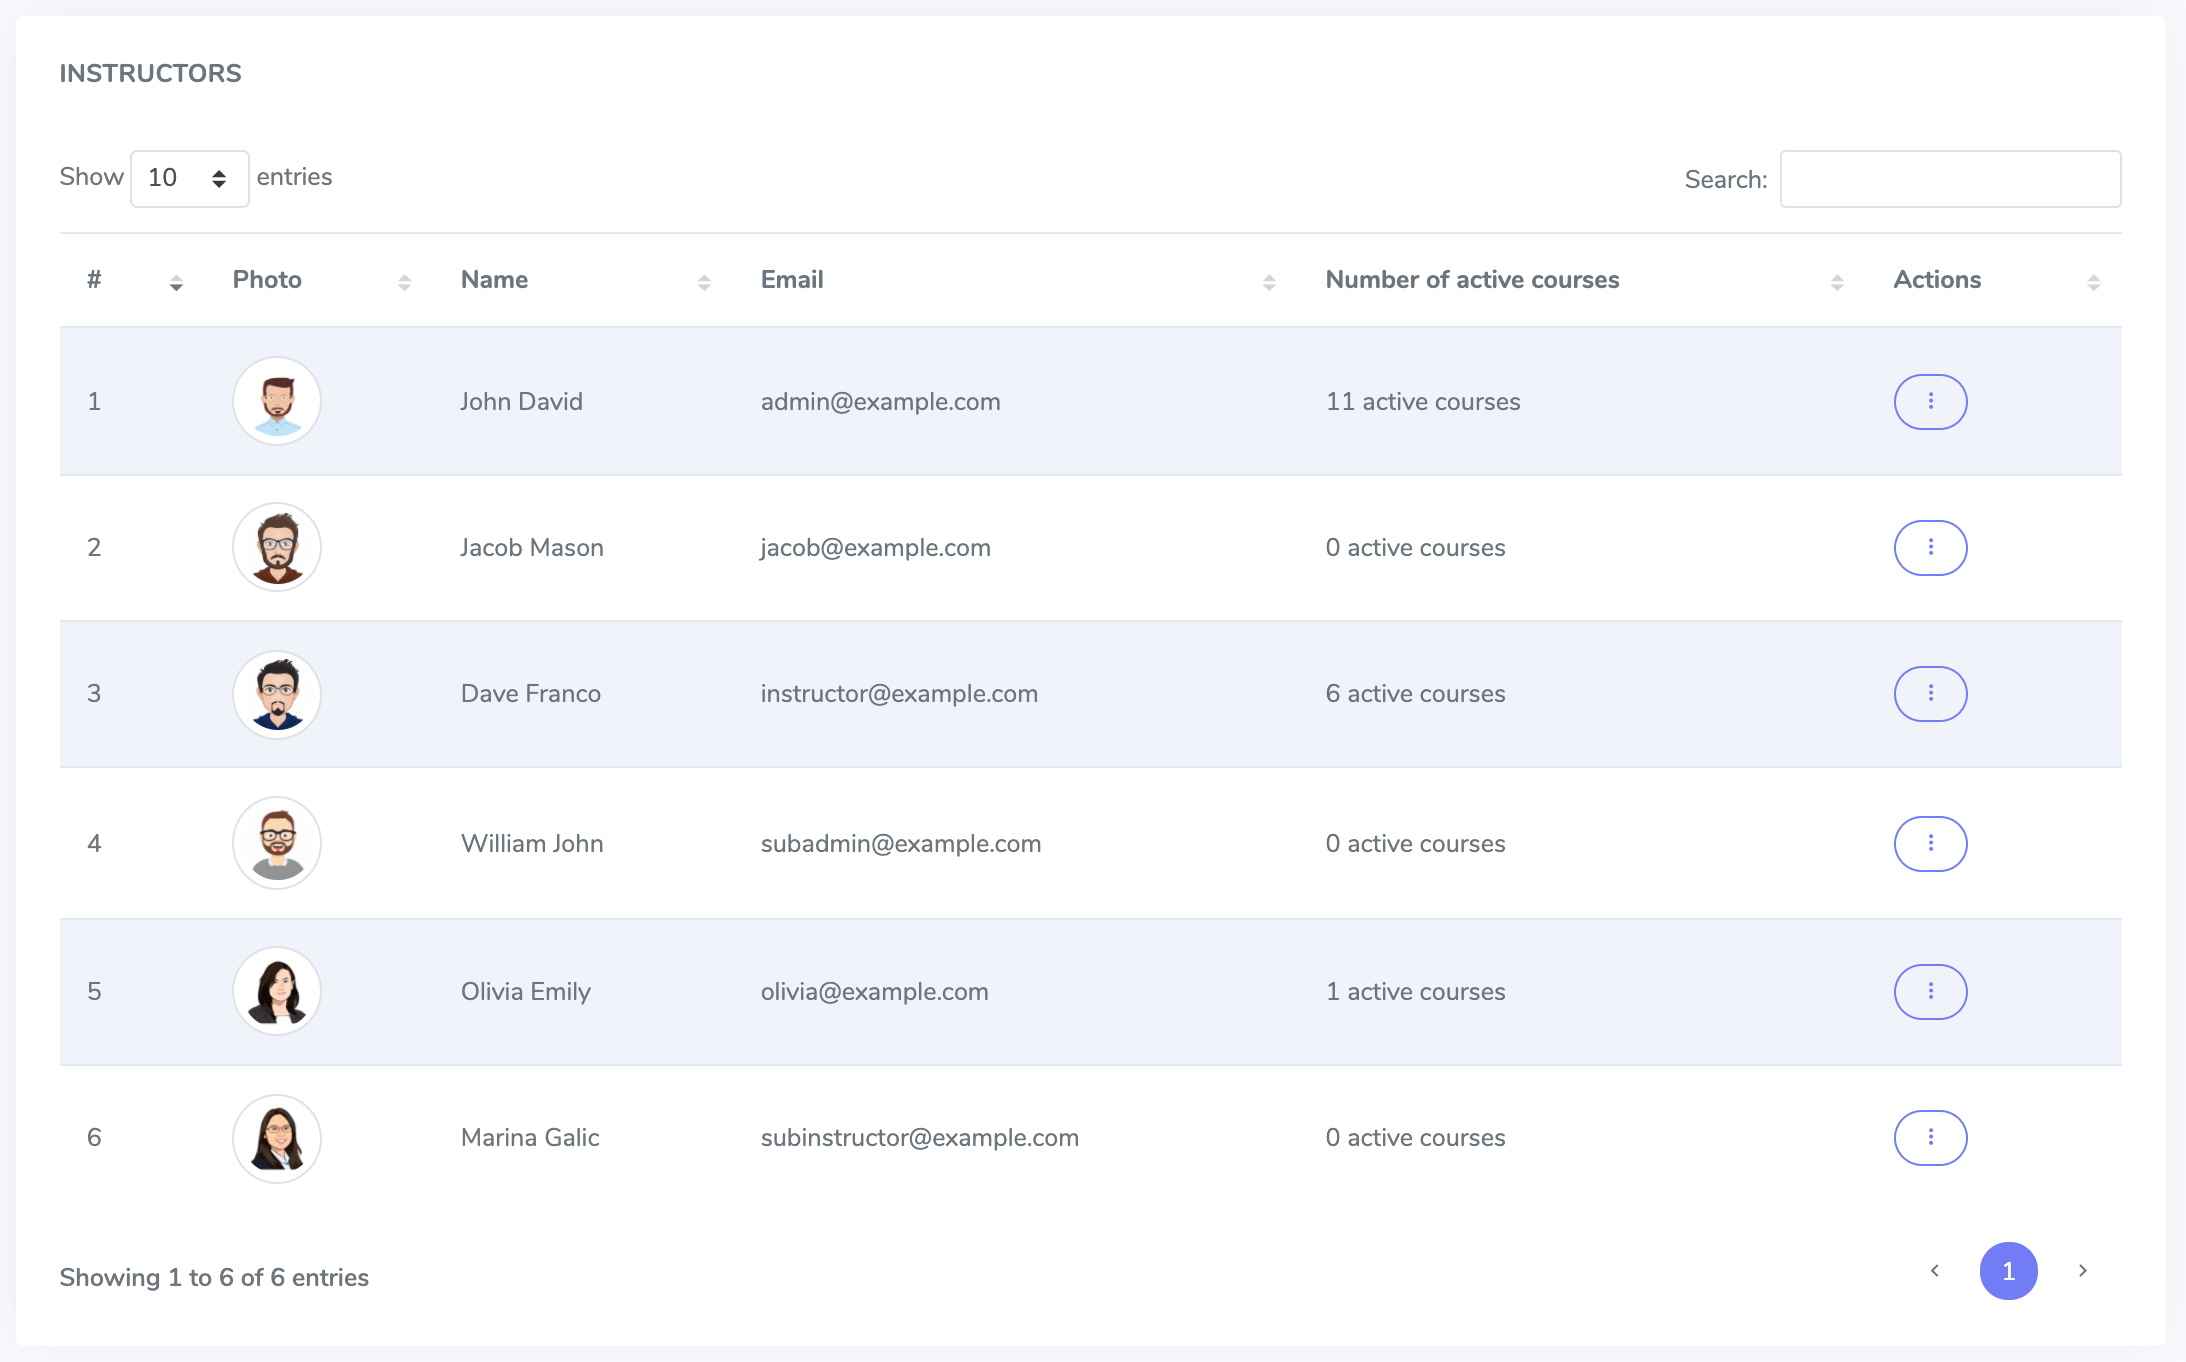 INSTRUCTORS
Show 10 entries Search:
# Photo Name Email Number of active courses Actions
1 John David admin@example.com 11 active courses
2 Jacob Mason jacob@example.com 0 active courses
3 Dave Franco instructor@example.com 6 active courses
4 William John subadmin@example.com 0 active courses
5 Olivia Emily olivia@example.com 1 active courses
6 Marina Galic subinstructor@example.com 0 active courses
Showing 1 to 6 of 6 entries ‹ 1 ›